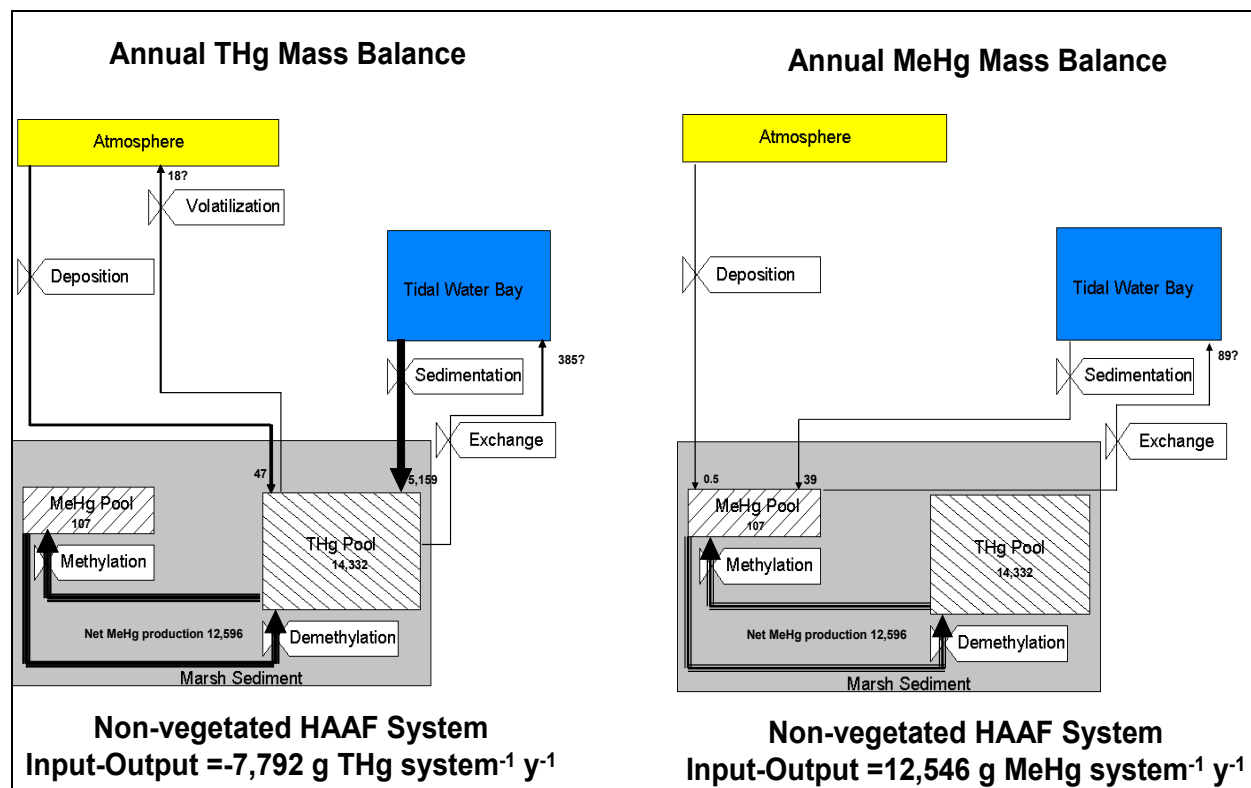 Annual THg Mass Balance
Atmosphere
18?
Volatilization
Deposition
Tidal Water Bay
385?
Sedimentation
Exchange
47
5,159
MeHg Pool
107
THg Pool
14,332
Methylation
Net MeHg production 12,596
Demethylation
Marsh Sediment
Non-vegetated HAAF System
Input-Output =-7,792 g THg system-1 y-1
Annual MeHg Mass Balance
Atmosphere
Deposition
Tidal Water Bay
89?
Sedimentation
Exchange
0.5
39
MeHg Pool
107
THg Pool
14,332
Methylation
Net MeHg production 12,596
Demethylation
Marsh Sediment
Non-vegetated HAAF System
Input-Output =12,546 g MeHg system-1 y-1